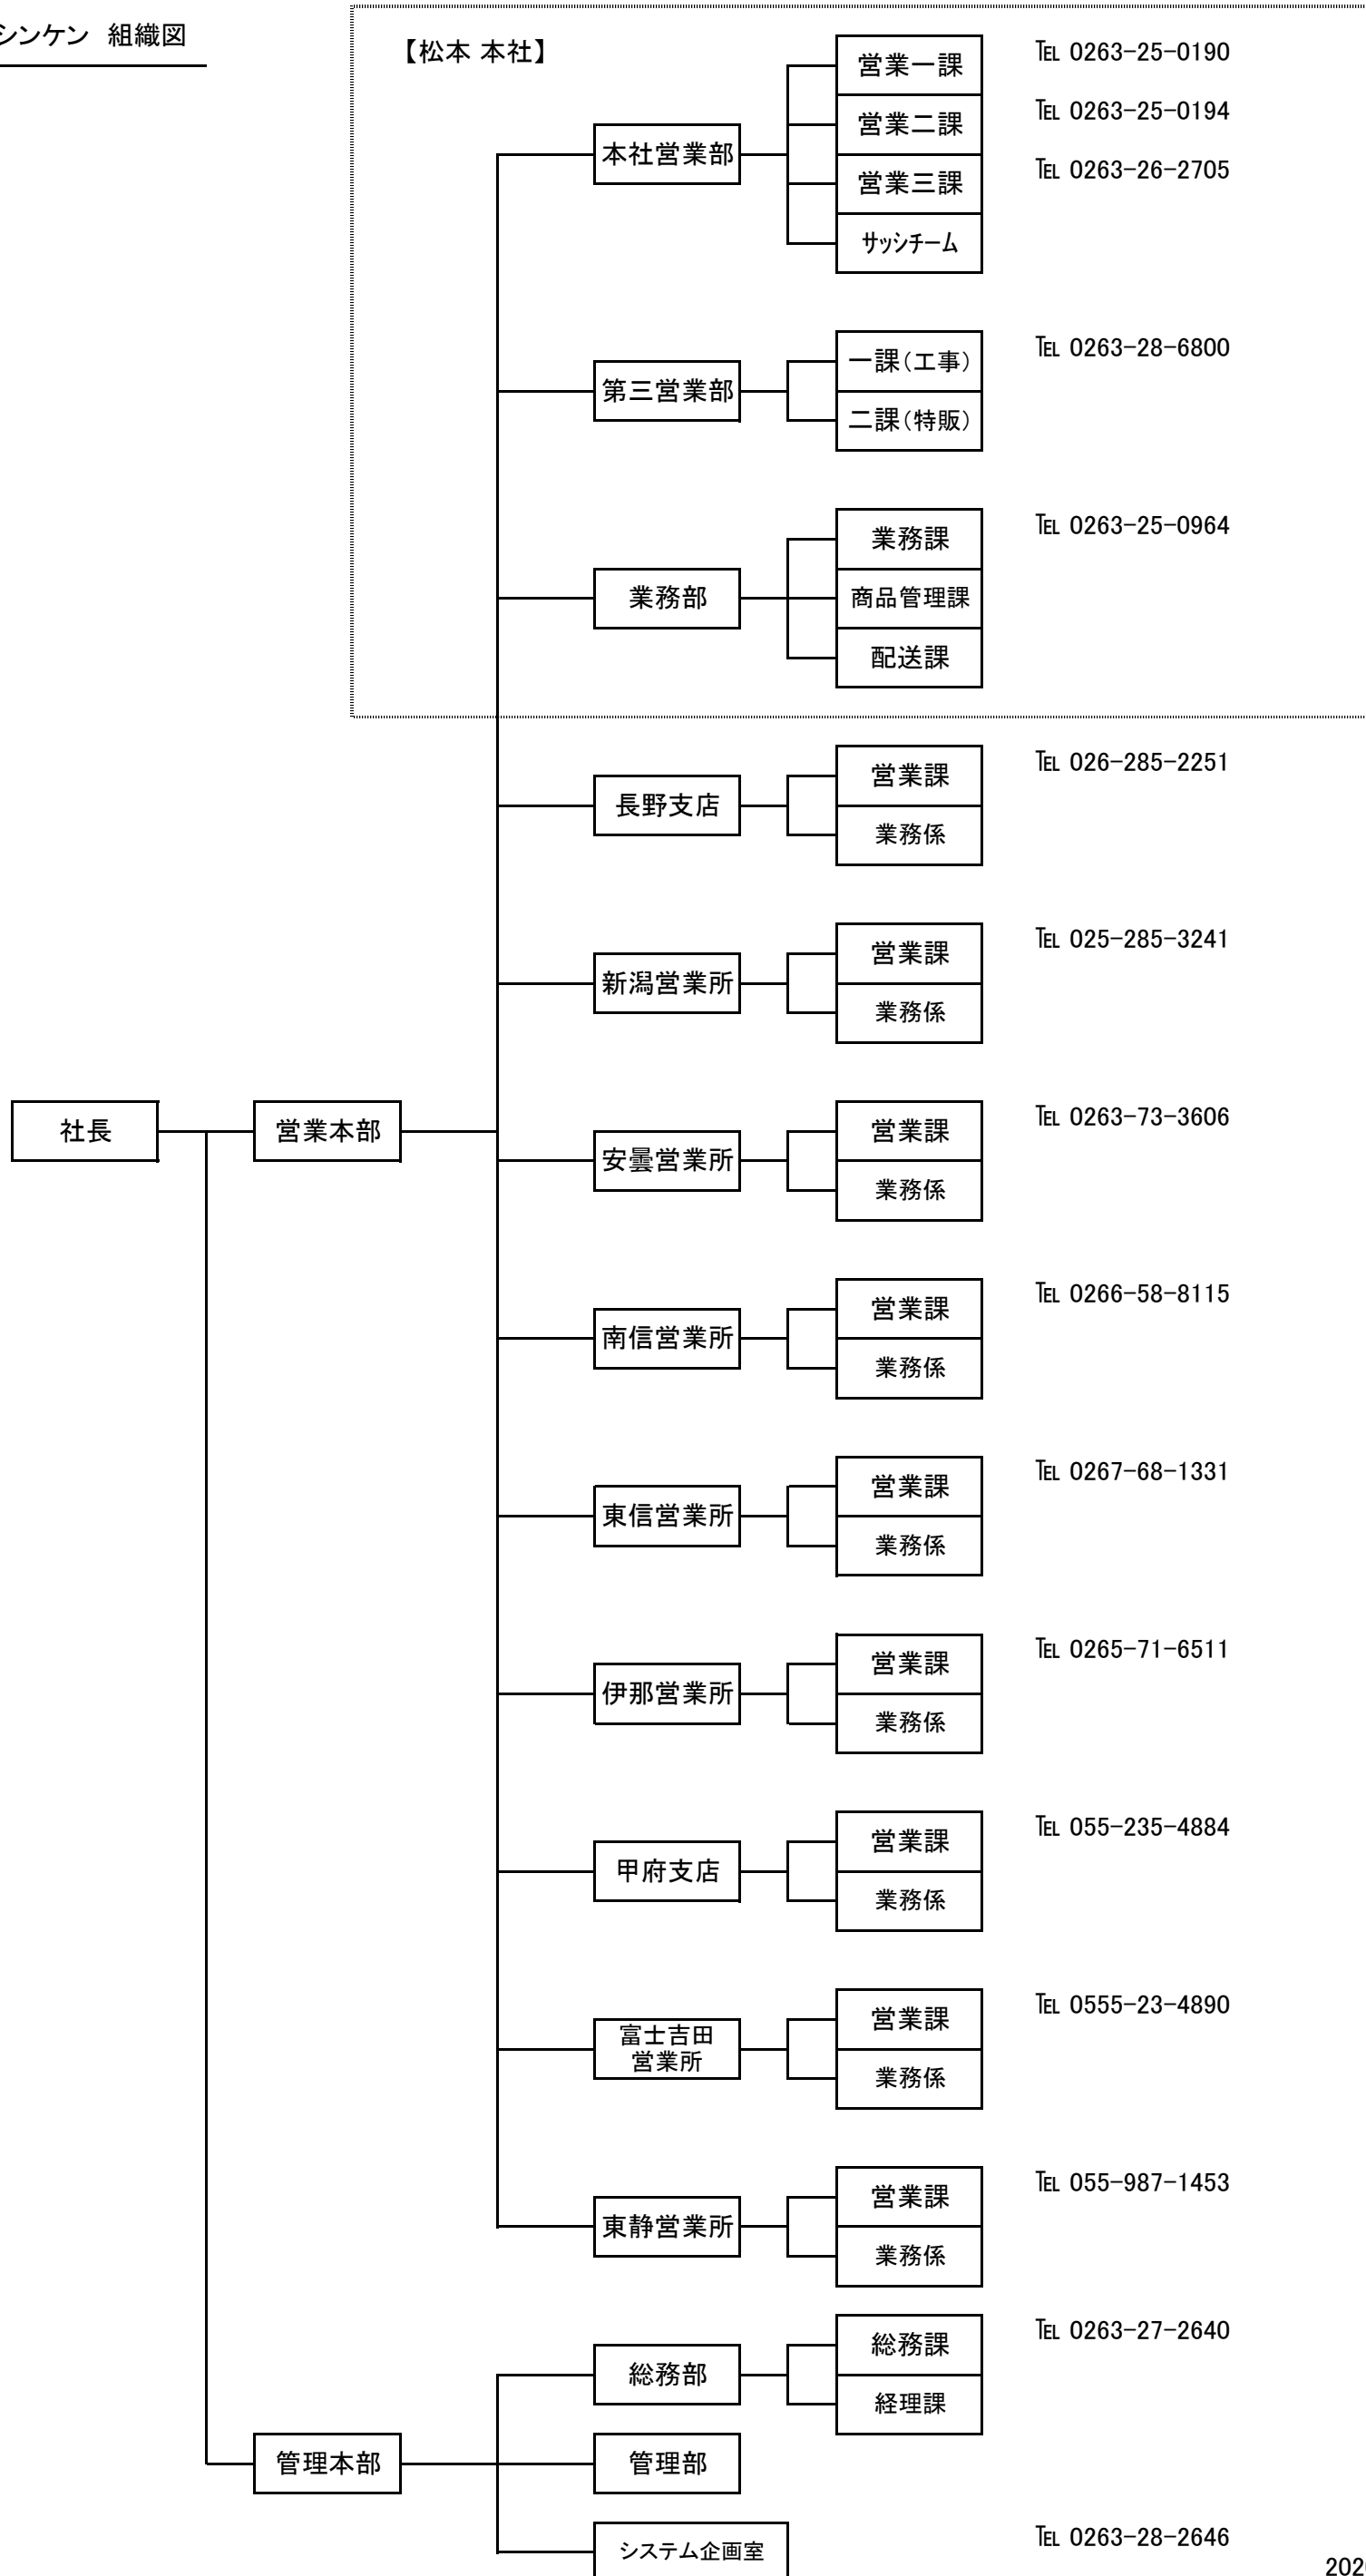 シンケン 組織図
【松本 本社】
営業一課 ℡ 0263-25-0190
営業二課 ℡ 0263-25-0194
本社営業部
営業三課 ℡ 0263-26-2705
サッシチーム
一課(工事) ℡ 0263-28-6800
第三営業部
二課(特販)
業務課 ℡ 0263-25-0964
業務部 商品管理課
配送課
営業課 ℡ 026-285-2251
長野支店
業務係
営業課 ℡ 025-285-3241
新潟営業所
業務係
社長 営業本部 営業課 ℡ 0263-73-3606
安曇営業所
業務係
営業課 ℡ 0266-58-8115
南信営業所
業務係
営業課 ℡ 0267-68-1331
東信営業所
業務係
営業課 ℡ 0265-71-6511
伊那営業所
業務係
営業課 ℡ 055-235-4884
甲府支店
業務係
営業課 ℡ 0555-23-4890
富士吉田
営業所
業務係
営業課 ℡ 055-987-1453
東静営業所
業務係
総務課 ℡ 0263-27-2640
総務部
経理課
管理本部 管理部
システム企画室 ℡ 0263-28-2646